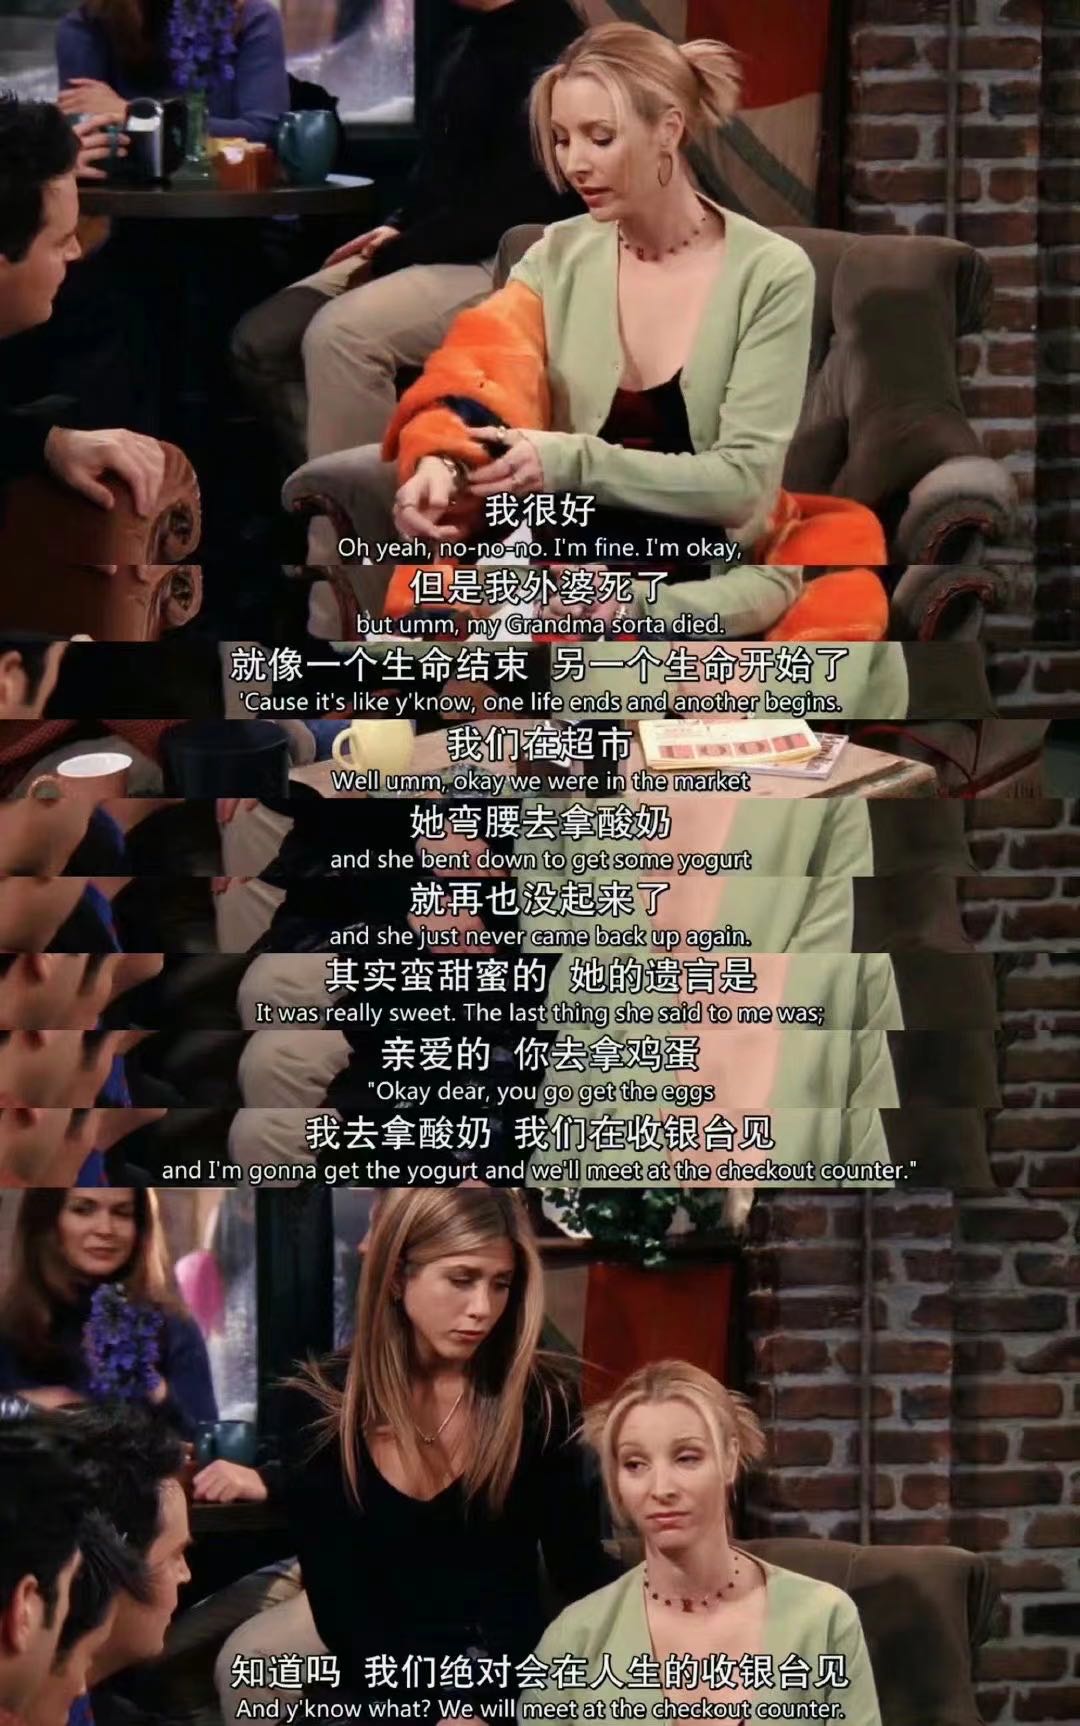 我很好
Oh yeah, no-no-no. I'm fine. I'm okay,
但是我外婆死了
but umm, my Grandma sorta died.
就像一个生命结束 另一个生命开始了
'Cause it's like y'know, one life ends and another begins.
我们在超市
Well umm, okay we were in the market
她弯腰去拿酸奶
and she bent down to get some yogurt
就再也没起来了
and she just never came back up again.
其实蛮甜蜜的 她的遗言是
It was really sweet. The last thing she said to me was;
亲爱的 你去拿鸡蛋
"Okay dear, you go get the eggs
我去拿酸奶 我们在收银台见
and I'm gonna get the yogurt and we'll meet at the checkout counter."
知道吗 我们绝对会在人生的收银台见
And y'know what? We will meet at the checkout counter.